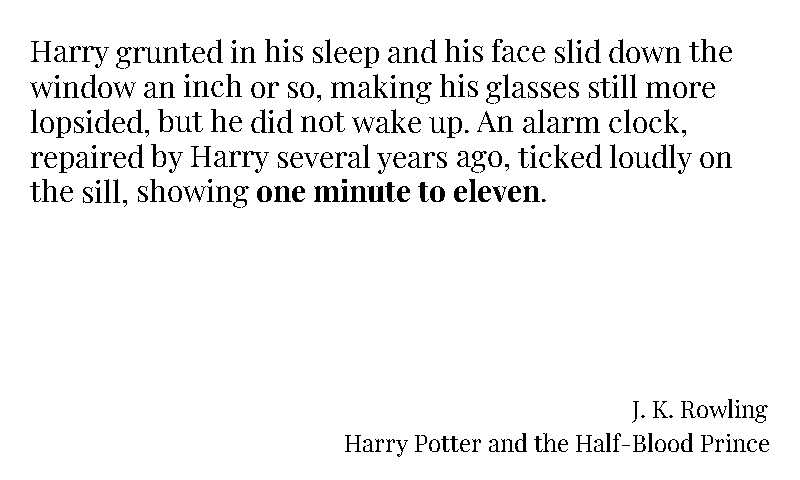 Harry grunted in his sleep and his face slid down the
window an inch or so, making his glasses still more
lopsided, but he did not wake up. An alarm clock,
repaired by Harry several years ago, ticked loudly on
the sill, showing one minute to eleven.
J. K. Rowling
Harry Potter and the Half-Blood Prince